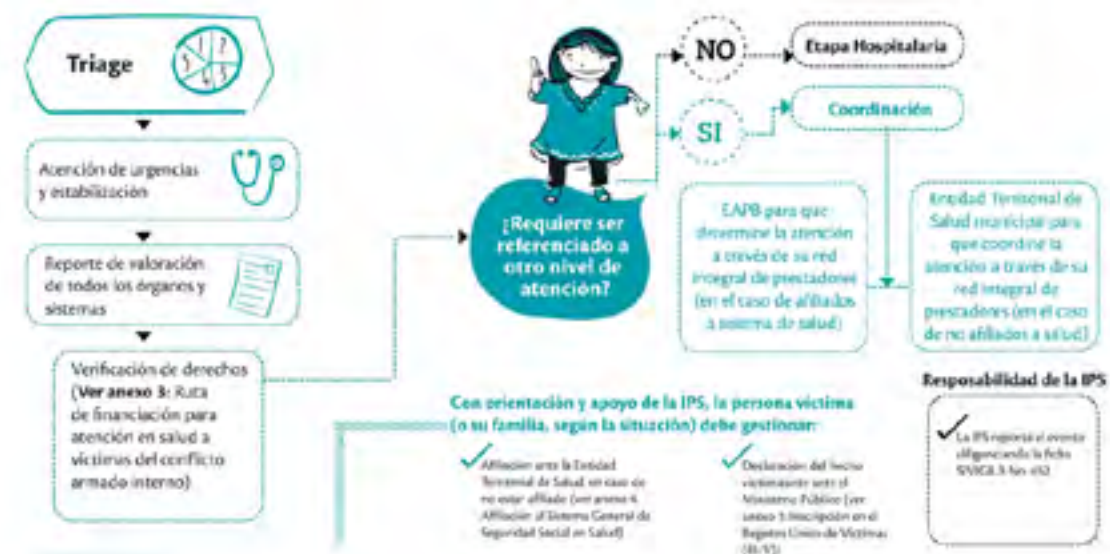 Triage
1 2
3
4
5
Atención de urgencias
y estabilización
Reporte de valoración
de todos los órganos y
sistemas
Verificación de derechos
(Ver anexo 3: Ruta
de financiación para
atención en salud a
víctimas del conflicto
armado interno)
¿Requiere ser
referenciado a
otro nivel de
atención?
NO
Etapa Hospitalaria
SI
Coordinación
EAPB para que
determine la atención
a través de su red
integral de prestadores
(en el caso de afiliados
a sistema de salud)
Entidad Territorial de
Salud municipal para
que coordine la
atención a través de su
red integral de
prestadores (en el caso
de no afiliados a salud)
Con orientación y apoyo de la IPS, la persona víctima
(o su familia, según la situación) debe gestionar:
Afiliación ante la Entidad
Territorial de Salud en caso de
no estar afiliado (ver anexo 4
Afiliación al Sistema General de
Seguridad Social en Salud)
Declaración del hecho
victimizante ante el
Ministerio Público (ver
anexo 5 Inscripción en el
Registro Único de Víctimas
Resposabilidad de la IPS
La IPS reporta el evento
diligenciando la ficha
SIVIGILA